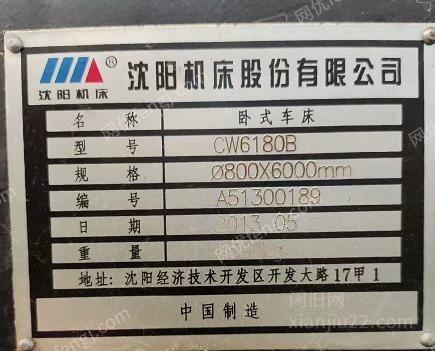 沈阳机床 ® 沈阳机床股份有限公司
名称 卧式车床
型号 CW6180B
规格 Ø800X6000mm
编号 A51300189
日期 2013.05
重量
地址: 沈阳经济技术开发区开发大路17甲1
中国制造
闲旧网
xianjiu22.com